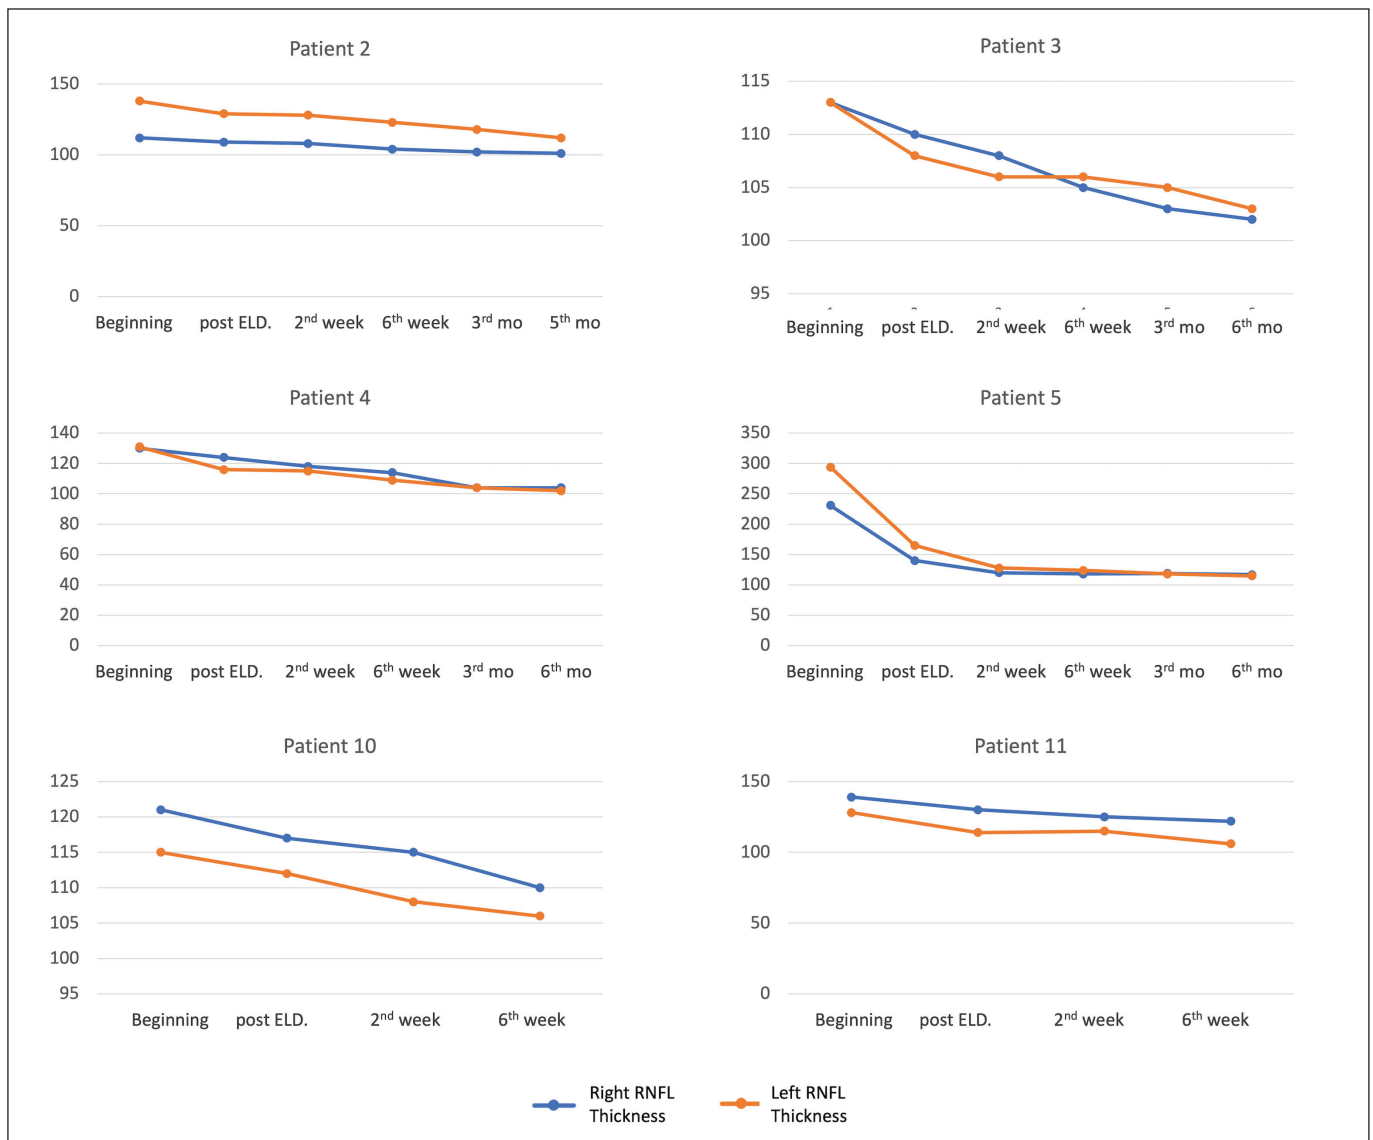 Patient 2
150
100
50
0
Beginning post ELD. 2nd week 6th week 3rd mo 5th mo
Patient 3
115
110
105
100
95
Beginning post ELD. 2nd week 6th week 3rd mo 6th mo
Patient 4
140
120
100
80
60
40
20
0
Beginning post ELD. 2nd week 6th week 3rd mo 6th mo
Patient 5
350
300
250
200
150
100
50
0
Beginning post ELD. 2nd week 6th week 3rd mo 6th mo
Patient 10
125
120
115
110
105
100
95
Beginning post ELD. 2nd week 6th week
Patient 11
150
100
50
0
Beginning post ELD. 2nd week 6th week
Right RNFL
Thickness
Left RNFL
Thickness